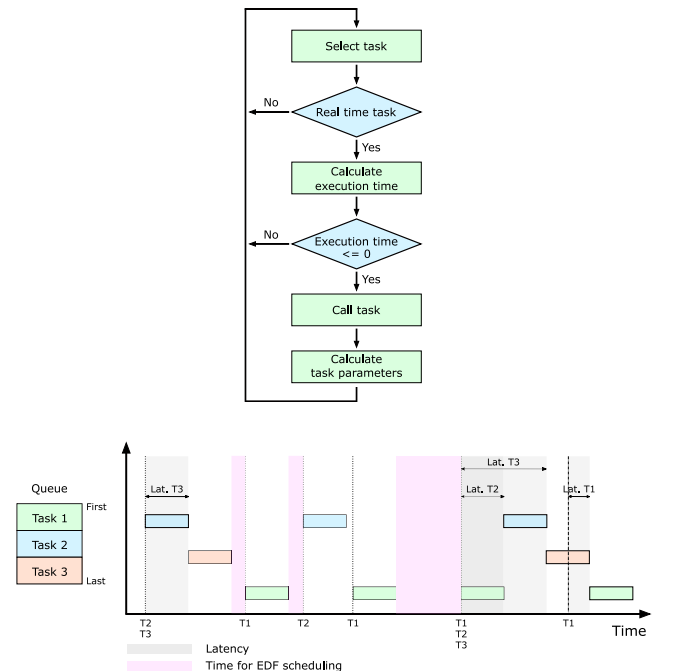 Select task
Real time task
No
Yes
Calculate
execution time
No
Execution time
<= 0
Yes
Call task
Calculate
task parameters
Queue
First
Task 1
Task 2
Task 3
Last
Lat. T3
Lat. T3
Lat. T2
Lat. T1
T2
T3
T1
T2
T1
T1
T2
T3
T1
Time
Latency
Time for EDF scheduling